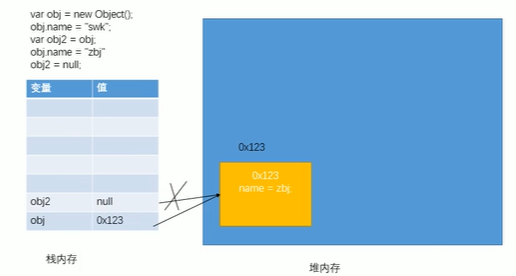 var obj = new Object();
obj.name = "swk";
var obj2 = obj;
obj.name = "zbj"
obj2 = null;
变量 值
0x123
0x123
name = zbj;
obj2 null
obj 0x123
栈内存
堆内存